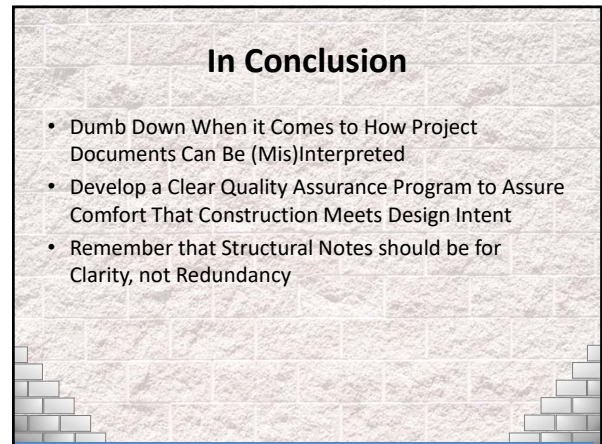 In Conclusion
• Dumb Down When it Comes to How Project
Documents Can Be (Mis)Interpreted
• Develop a Clear Quality Assurance Program to Assure
Comfort That Construction Meets Design Intent
• Remember that Structural Notes should be for
Clarity, not Redundancy